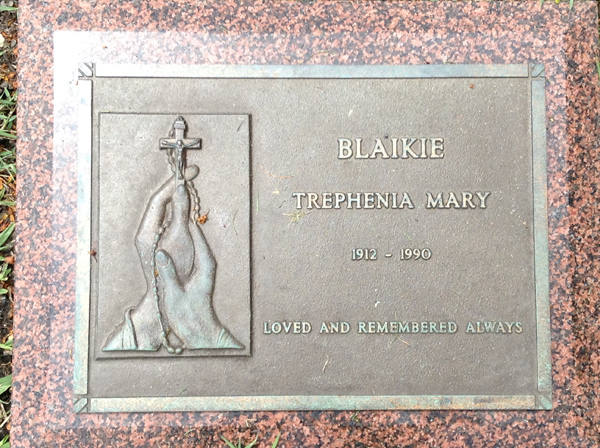 BLAIKIE
TREPHENIA MARY
1912 - 1990
LOVED AND REMEMBERED ALWAYS